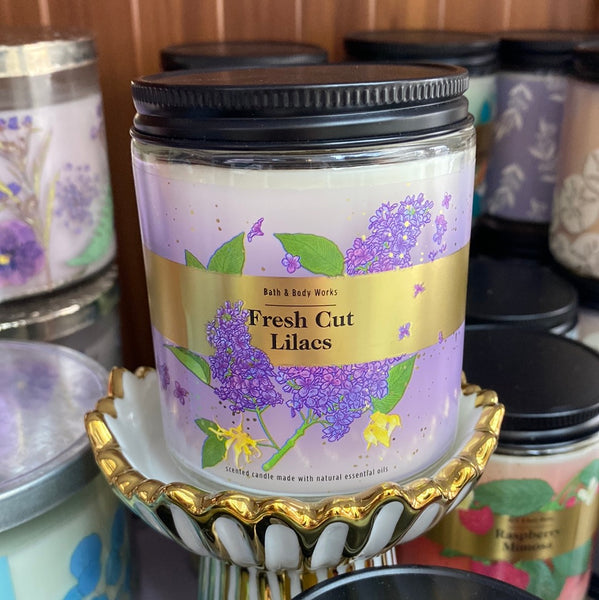 Bath & Body Works
Fresh Cut
Lilacs
scented candle made with natural essential oils
Raspberry
Mimosa